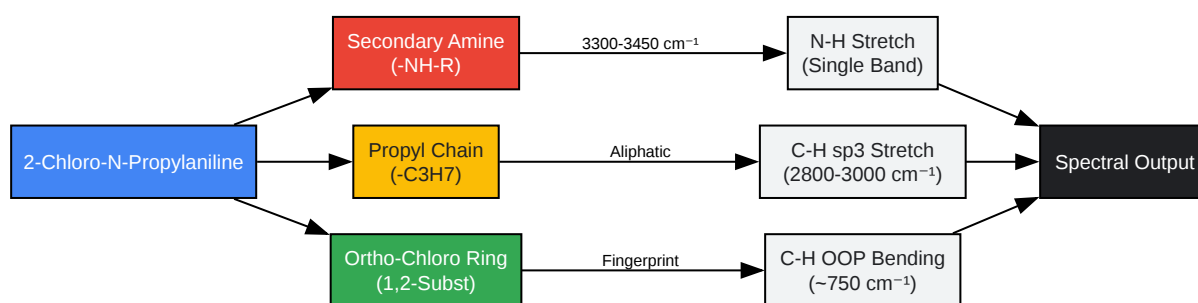 Secondary Amine
(-NH-R)
3300-3450 cm⁻¹
N-H Stretch
(Single Band)
2-Chloro-N-Propylaniline
Propyl Chain
(-C3H7)
Aliphatic
C-H sp3 Stretch
(2800-3000 cm⁻¹)
Spectral Output
Ortho-Chloro Ring
(1,2-Subst)
Fingerprint
C-H OOP Bending
(~750 cm⁻¹)